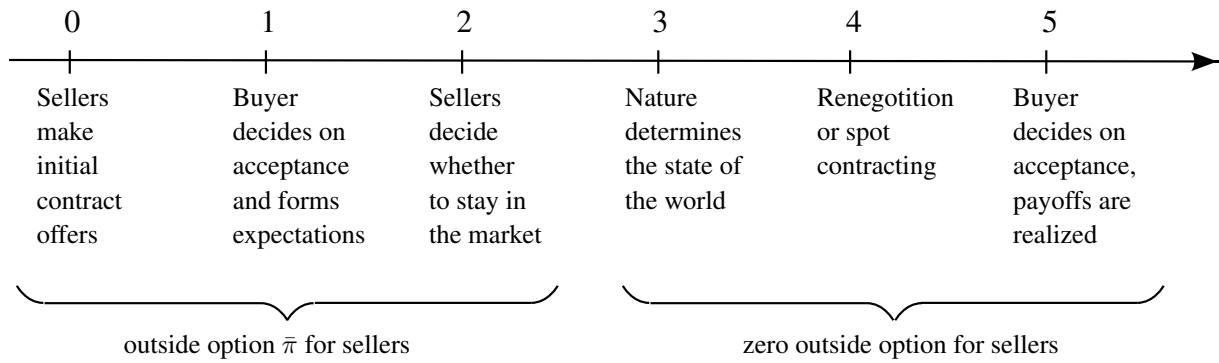 0 1 2 3 4 5
Sellers
make
initial
contract
offers
Buyer
decides on
acceptance
and forms
expectations
Sellers
decide
whether
to stay in
the market
Nature
determines
the state of
the world
Renegotition
or spot
contracting
Buyer
decides on
acceptance,
payoffs are
realized
outside option π̄ for sellers
zero outside option for sellers